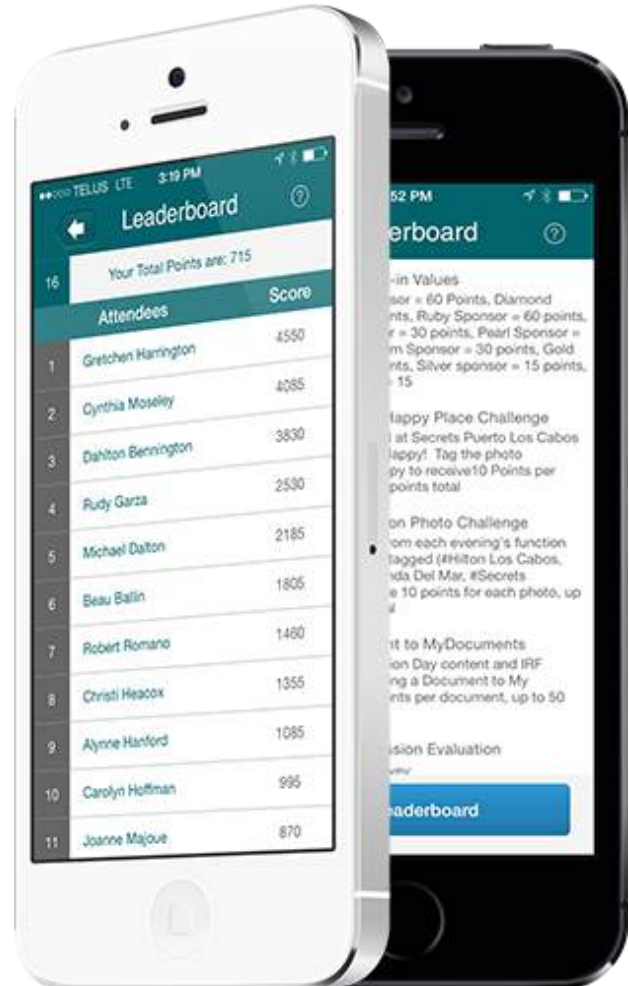 TELUS LTE 3:19 PM
Leaderboard ?
16 Your Total Points are: 715
Attendees Score
1 Gretchen Harrington 4550
2 Cynthia Moseley 4085
3 Dahlton Bennington 3830
4 Rudy Garza 2530
5 Michael Dalton 2185
6 Beau Ballin 1805
7 Robert Romano 1460
8 Christi Heacox 1355
9 Alynne Hanford 1085
10 Carolyn Hoffman 995
11 Joanne Majoue 870
52 PM
erboard ?
-in Values
sor = 60 Points, Diamond
nts, Ruby Sponsor = 60 points,
r = 30 points, Pearl Sponsor =
m Sponsor = 30 points, Gold
nts, Silver sponsor = 15 points,
= 15
Happy Place Challenge
at Secrets Puerto Los Cabos
Happy! Tag the photo
py to receive10 Points per
points total
on Photo Challenge
rom each evening's function
tagged (#Hilton Los Cabos,
nda Del Mar, #Secrets
e 10 points for each photo, up
al
nt to MyDocuments
ion Day content and IRF
ing a Document to My
nts per document, up to 50
ssion Evaluation
eaderboard